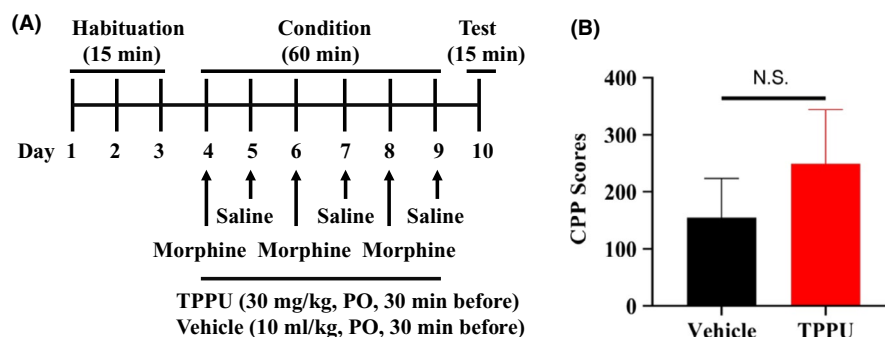 (A)
Habituation
(15 min)
Condition
(60 min)
Test
(15 min)
Day 1 2 3 4 5 6 7 8 9 10
Saline Saline Saline
Morphine Morphine Morphine
TPPU (30 mg/kg, PO, 30 min before)
Vehicle (10 ml/kg, PO, 30 min before)
(B)
N.S.
CPP Scores
400
300
200
100
0
Vehicle TPPU